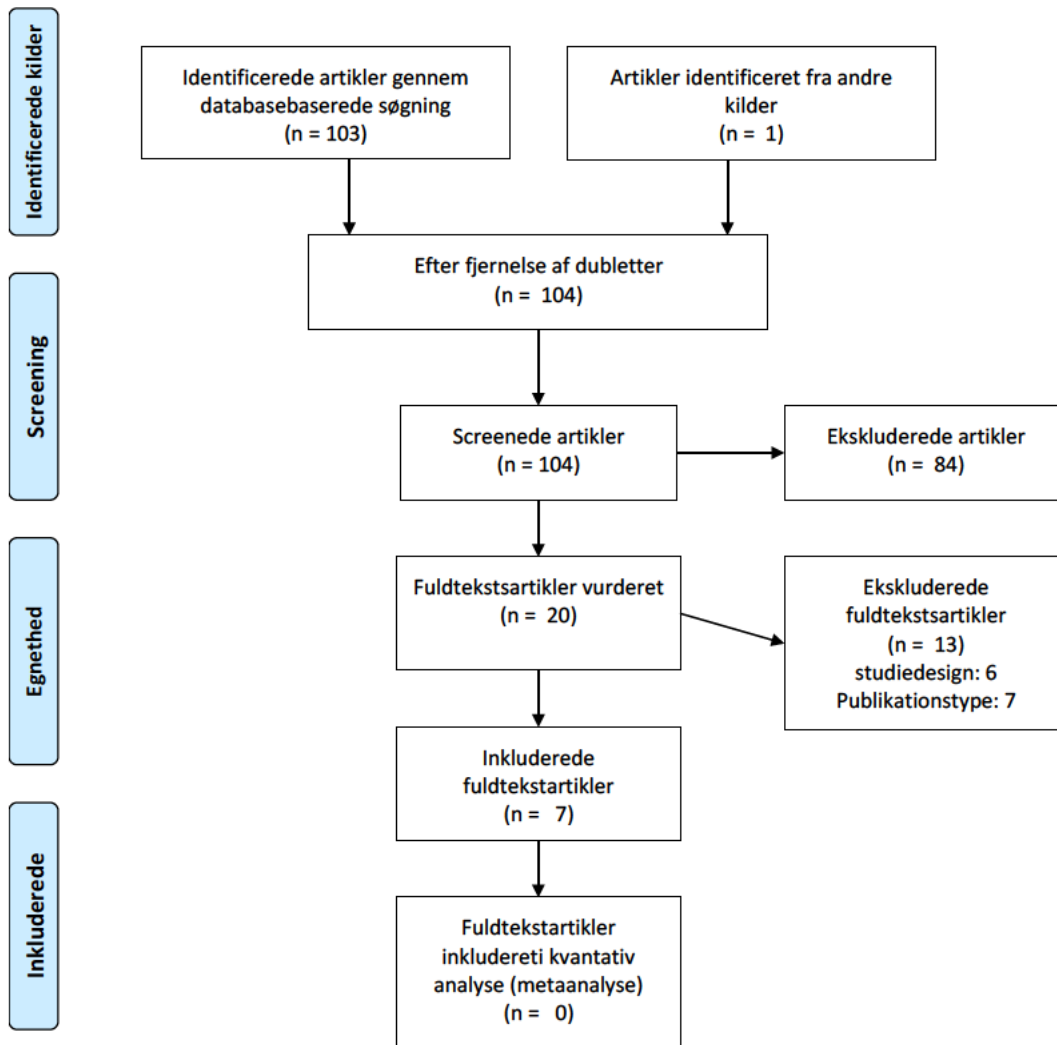 Identificerede kilder
Identificerede artikler gennem
databasebaserede søgning
(n = 103)
Artikler identificeret fra andre
kilder
(n = 1)
Efter fjernelse af dubletter
(n = 104)
Screening
Screenede artikler
(n = 104)
Ekskluderede artikler
(n = 84)
Egnethed
Fuldtekstsartikler vurderet
(n = 20)
Ekskluderede
fuldtekstsartikler
(n = 13)
studiedesign: 6
Publikationstype: 7
Inkluderede
fuldtekstartikler
(n = 7)
Inkluderede
Fuldtekstartikler
inkludereti kvantativ
analyse (metaanalyse)
(n = 0)